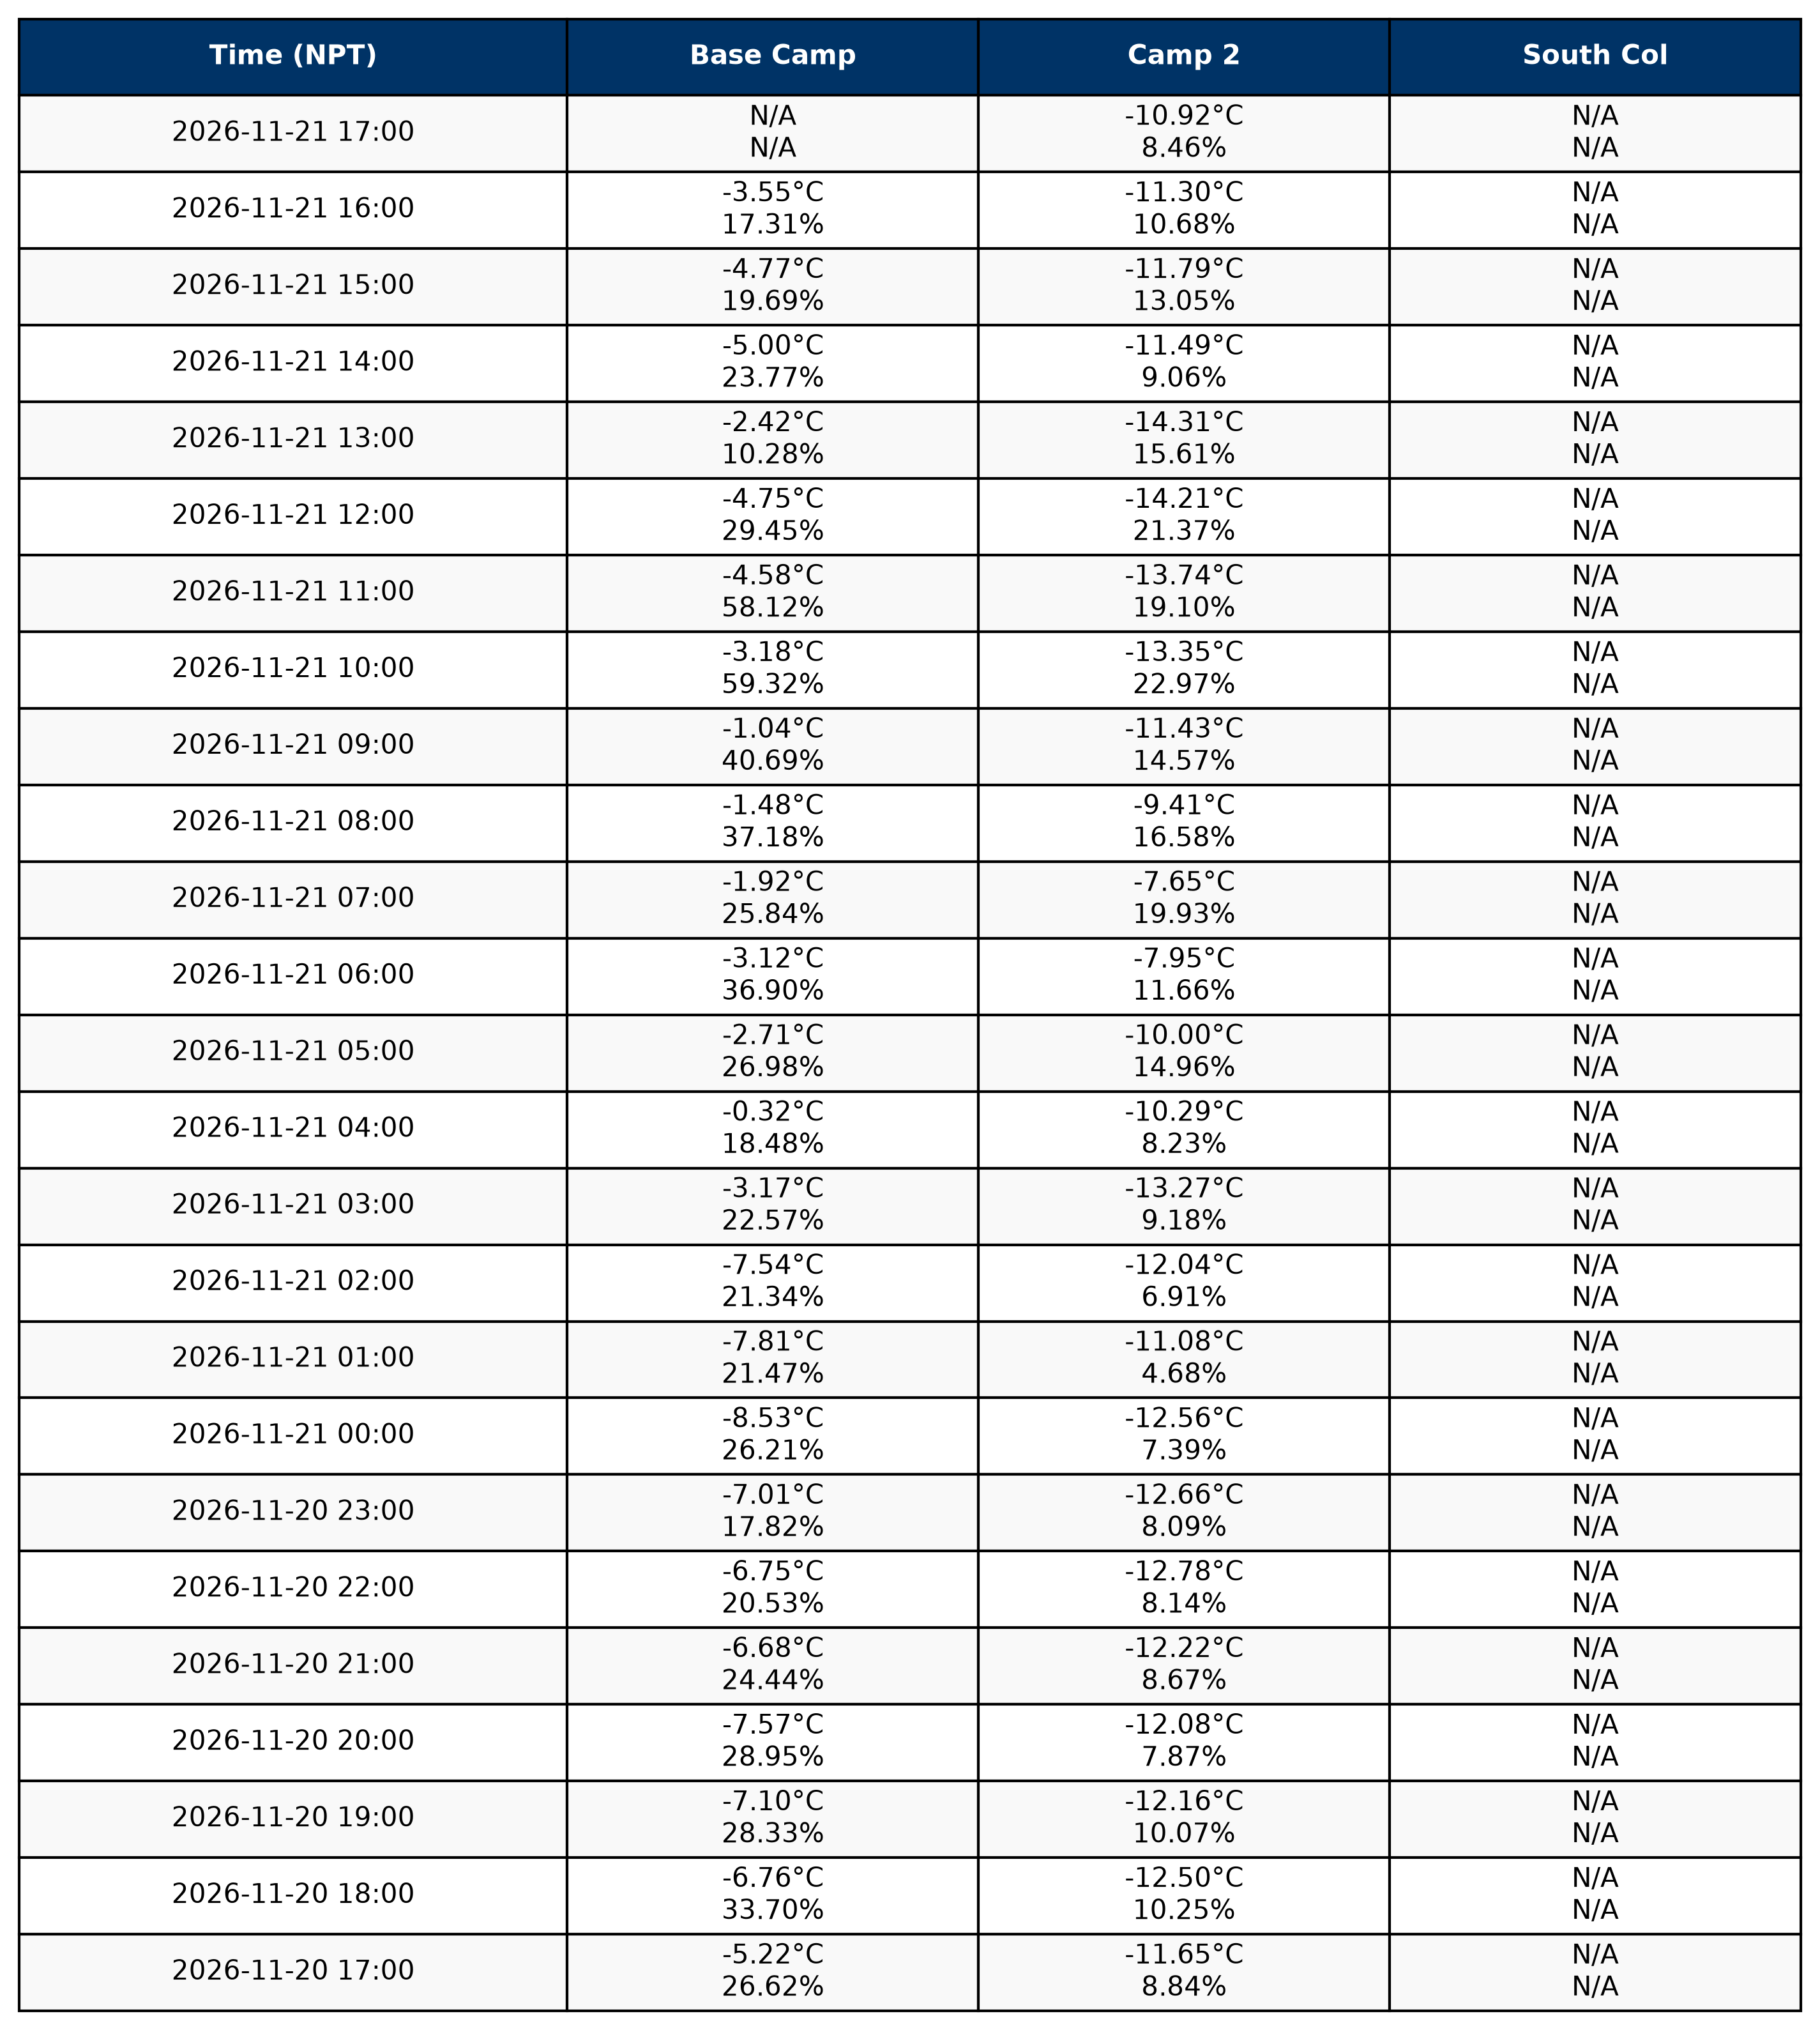 Time (NPT) Base Camp Camp 2 South Col
2026-11-21 17:00 N/A N/A -10.92°C 8.46% N/A N/A
2026-11-21 16:00 -3.55°C 17.31% -11.30°C 10.68% N/A N/A
2026-11-21 15:00 -4.77°C 19.69% -11.79°C 13.05% N/A N/A
2026-11-21 14:00 -5.00°C 23.77% -11.49°C 9.06% N/A N/A
2026-11-21 13:00 -2.42°C 10.28% -14.31°C 15.61% N/A N/A
2026-11-21 12:00 -4.75°C 29.45% -14.21°C 21.37% N/A N/A
2026-11-21 11:00 -4.58°C 58.12% -13.74°C 19.10% N/A N/A
2026-11-21 10:00 -3.18°C 59.32% -13.35°C 22.97% N/A N/A
2026-11-21 09:00 -1.04°C 40.69% -11.43°C 14.57% N/A N/A
2026-11-21 08:00 -1.48°C 37.18% -9.41°C 16.58% N/A N/A
2026-11-21 07:00 -1.92°C 25.84% -7.65°C 19.93% N/A N/A
2026-11-21 06:00 -3.12°C 36.90% -7.95°C 11.66% N/A N/A
2026-11-21 05:00 -2.71°C 26.98% -10.00°C 14.96% N/A N/A
2026-11-21 04:00 -0.32°C 18.48% -10.29°C 8.23% N/A N/A
2026-11-21 03:00 -3.17°C 22.57% -13.27°C 9.18% N/A N/A
2026-11-21 02:00 -7.54°C 21.34% -12.04°C 6.91% N/A N/A
2026-11-21 01:00 -7.81°C 21.47% -11.08°C 4.68% N/A N/A
2026-11-21 00:00 -8.53°C 26.21% -12.56°C 7.39% N/A N/A
2026-11-20 23:00 -7.01°C 17.82% -12.66°C 8.09% N/A N/A
2026-11-20 22:00 -6.75°C 20.53% -12.78°C 8.14% N/A N/A
2026-11-20 21:00 -6.68°C 24.44% -12.22°C 8.67% N/A N/A
2026-11-20 20:00 -7.57°C 28.95% -12.08°C 7.87% N/A N/A
2026-11-20 19:00 -7.10°C 28.33% -12.16°C 10.07% N/A N/A
2026-11-20 18:00 -6.76°C 33.70% -12.50°C 10.25% N/A N/A
2026-11-20 17:00 -5.22°C 26.62% -11.65°C 8.84% N/A N/A